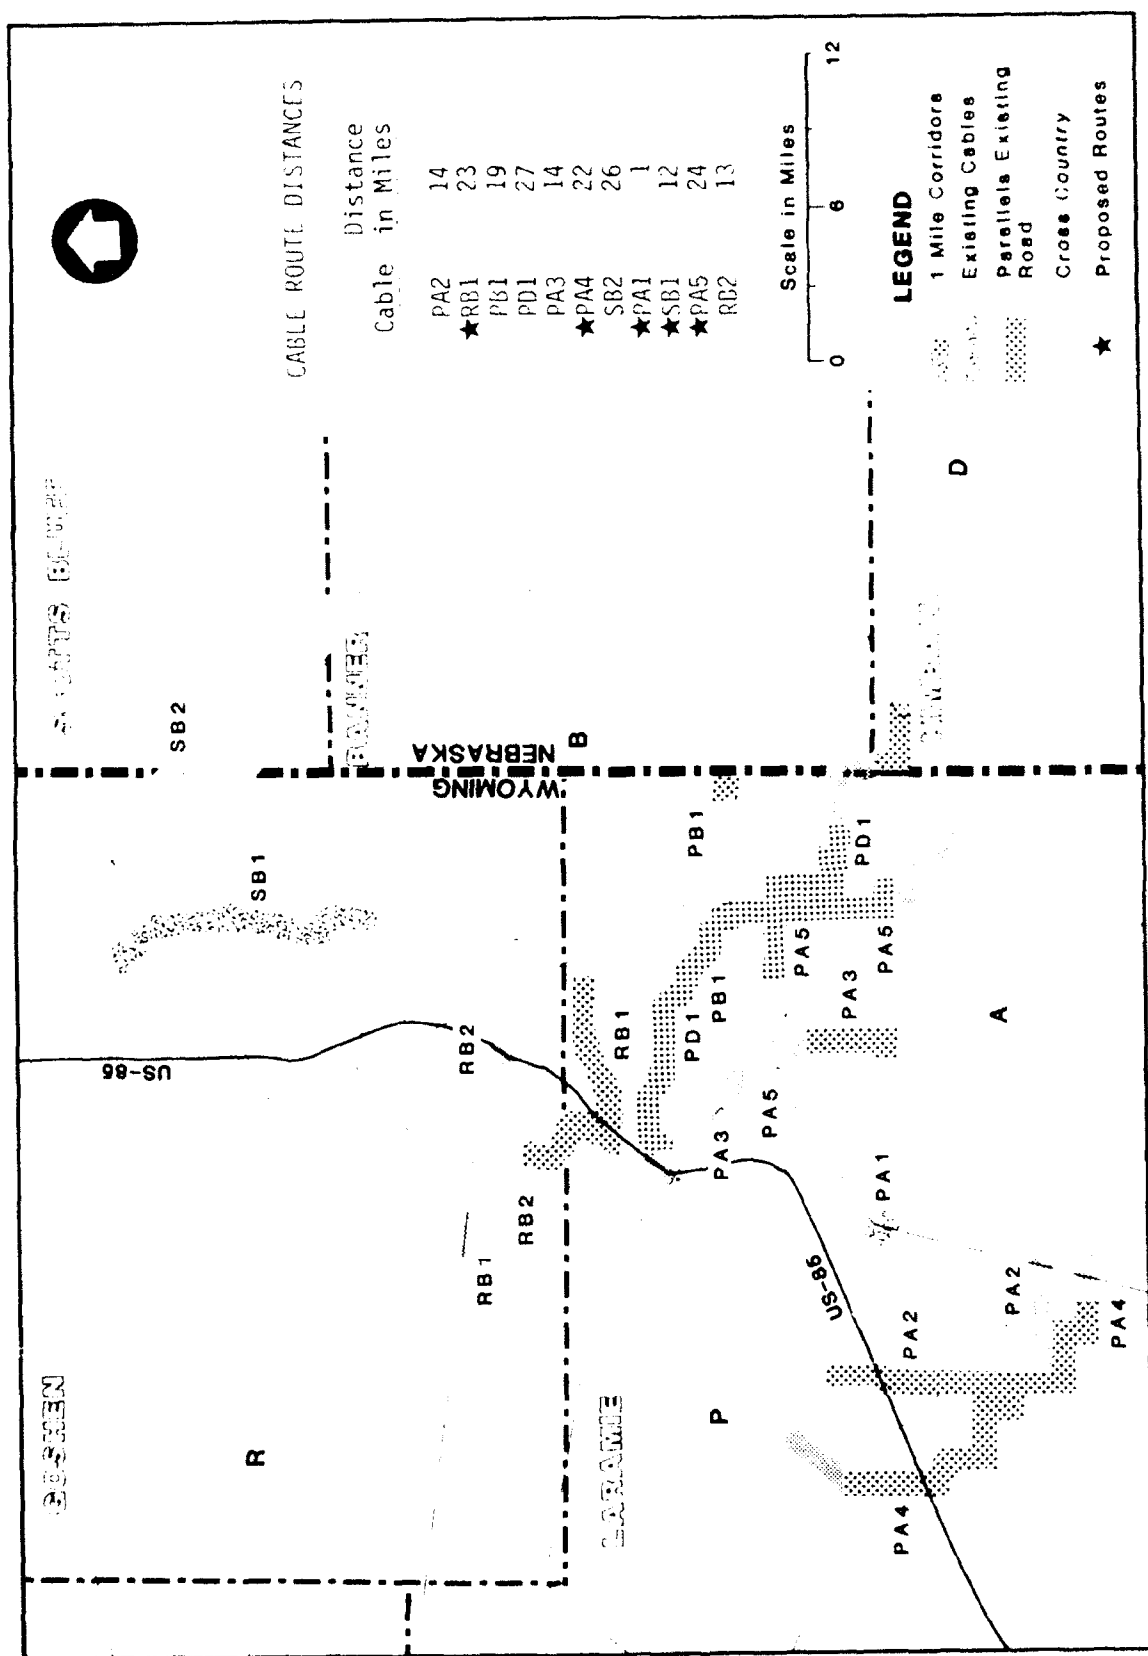 GOSHEN
R
LARAMIE
P
A
B
D
BANNER
WYOMING
NEBRASKA
US-85
US-85
SB2
SB1
RB2
RB1
RB2
RB1
PB1
PD1
PD1
PB1
PA5
PA5
PA3
PA3
PA5
PA1
PA2
PA2
PA4
PA4
CABLE ROUTE DISTANCES
Distance
Cable in Miles
PA2 14
★RB1 23
PB1 19
PD1 27
PA3 14
★PA4 22
SB2 26
★PA1 1
★SB1 12
★PA5 24
RB2 13
Scale in Miles
0 6 12
LEGEND
1 Mile Corridors
Existing Cables
Parallels Existing
Road
Cross Country
★ Proposed Routes